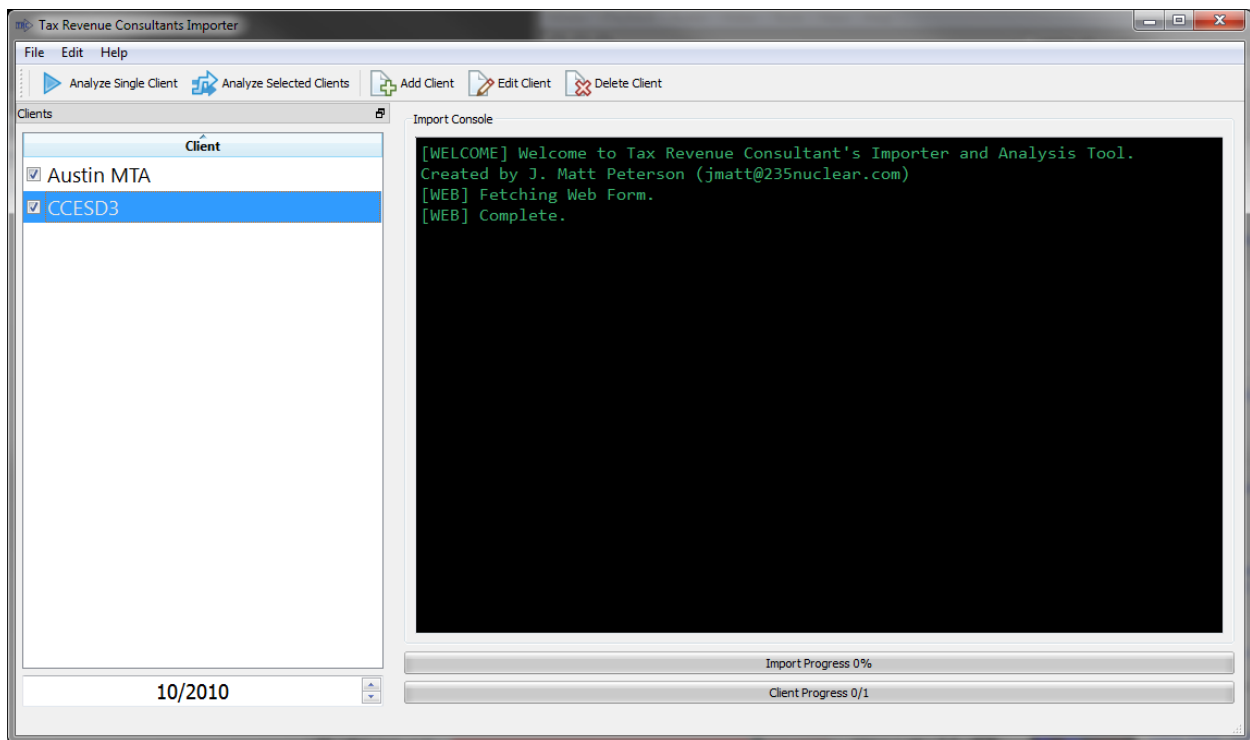 Tax Revenue Consultants Importer
File Edit Help
Analyze Single Client Analyze Selected Clients Add Client Edit Client Delete Client
Clients
Client
Austin MTA
CCESD3
10/2010
Import Console
[WELCOME] Welcome to Tax Revenue Consultant's Importer and Analysis Tool.
Created by J. Matt Peterson (jmatt@235nuclear.com)
[WEB] Fetching Web Form.
[WEB] Complete.
Import Progress 0%
Client Progress 0/1